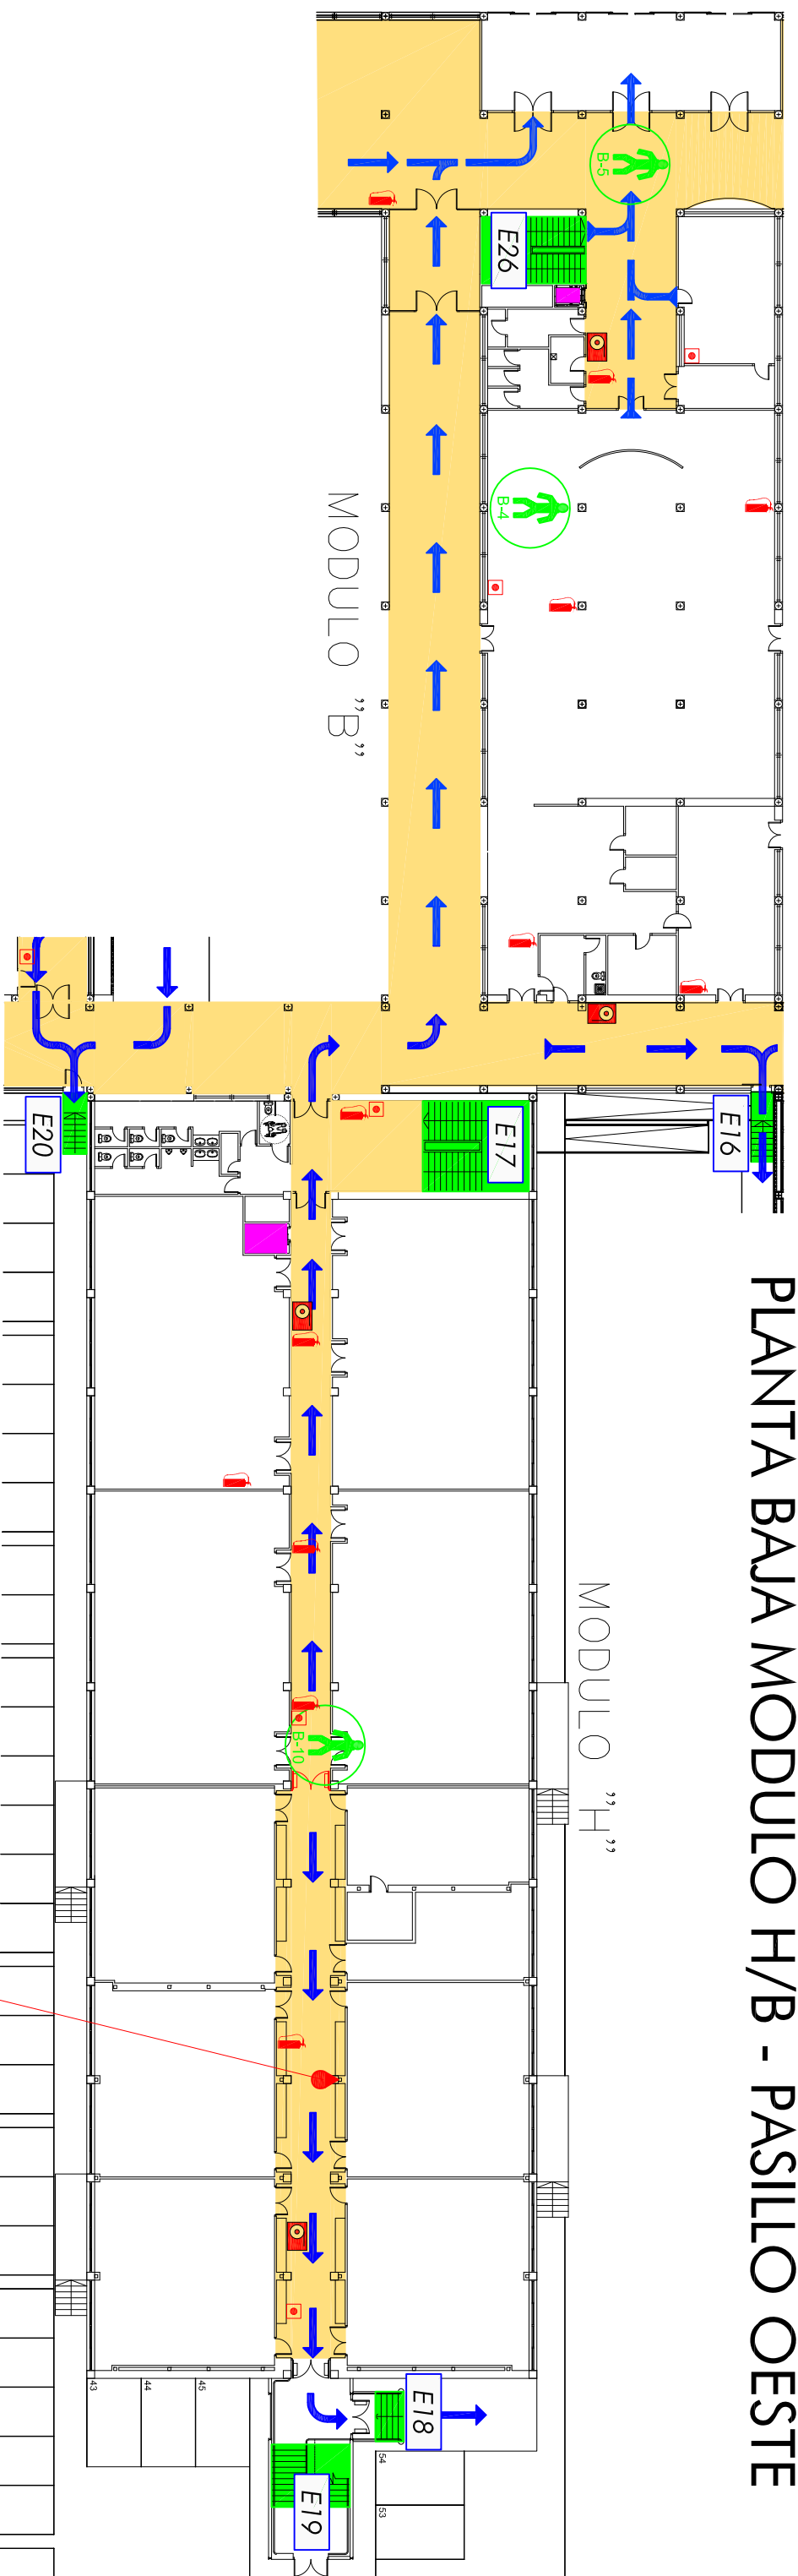 PLANTA BAJA MODULO H/B - PASILLO OESTE
MODULO "B"
MODULO "H"
B-5
E26
B-4
E16
E17
E20
B-10
E18
E19
43
44
45
54
53